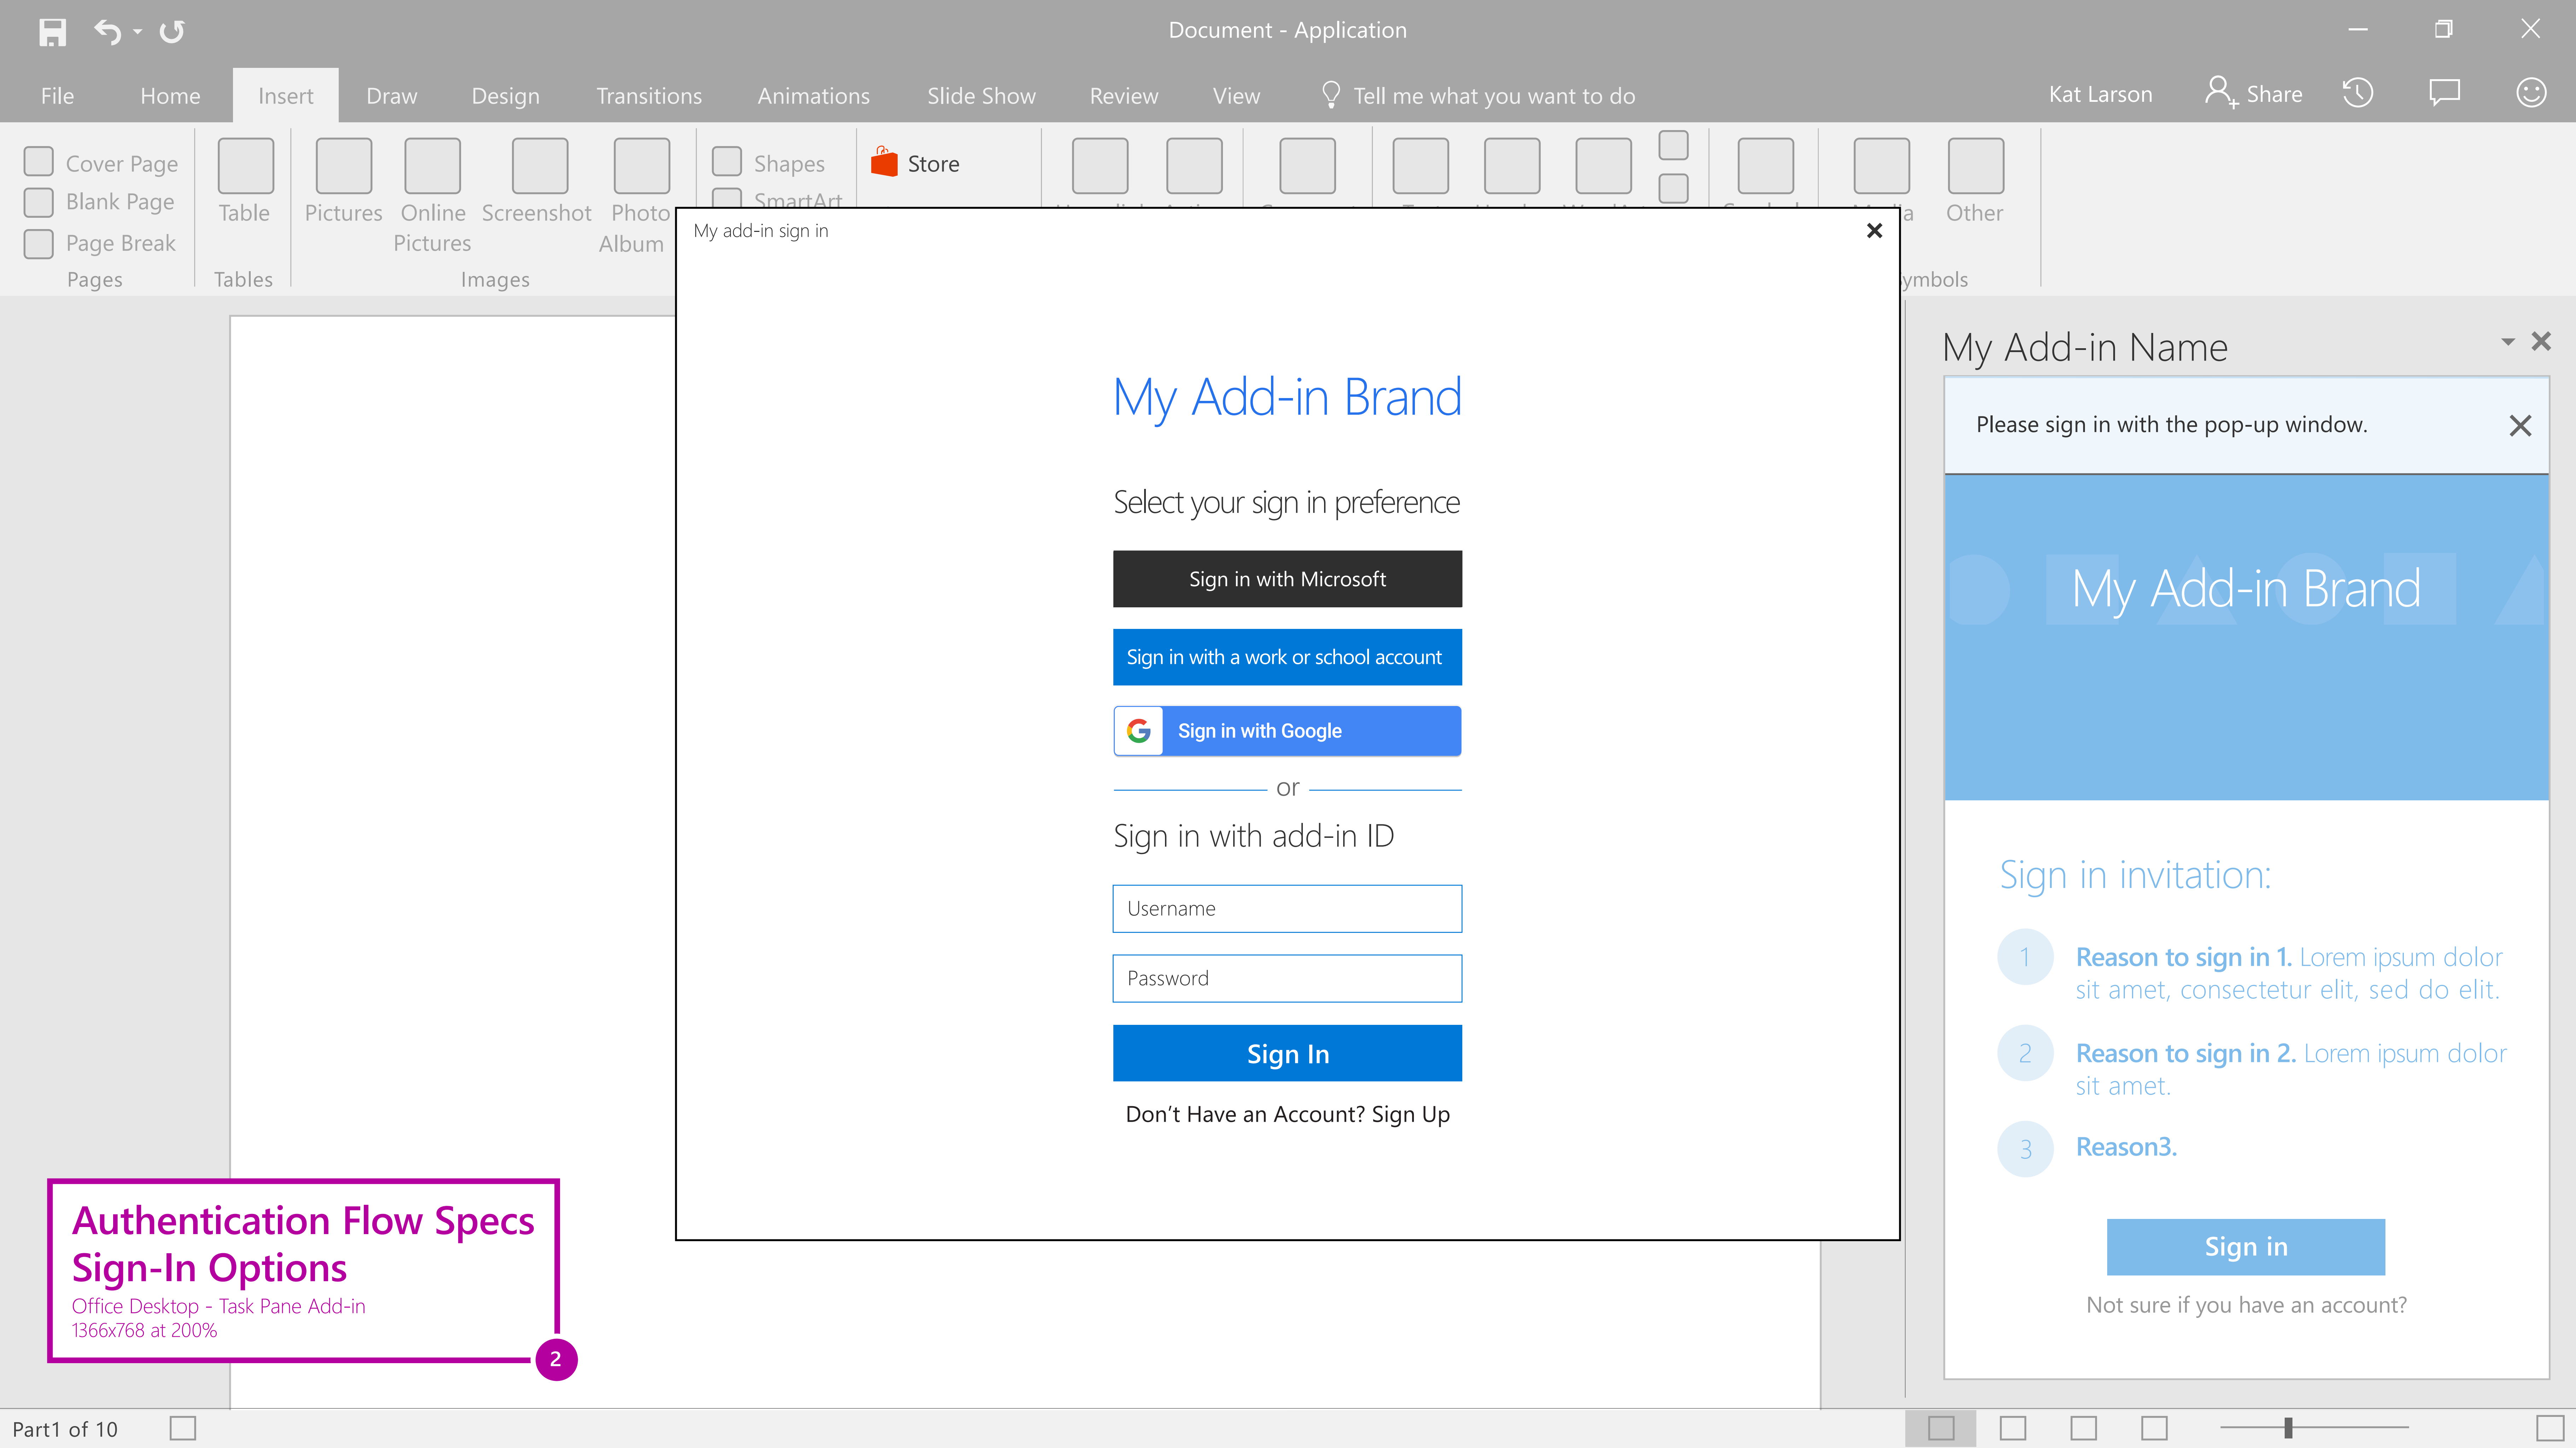 Document - Application
File
Home
Insert
Draw
Design
Transitions
Animations
Slide Show
Review
View
Tell me what you want to do
Kat Larson
Share
Cover Page
Blank Page
Page Break
Pages
Table
Tables
Pictures
Online
Pictures
Screenshot
Photo
Album
Images
Shapes
SmartArt
Store
Other
My add-in sign in
My Add-in Brand
Select your sign in preference
Sign in with Microsoft
Sign in with a work or school account
G Sign in with Google
or
Sign in with add-in ID
Username
Password
Sign In
Don’t Have an Account? Sign Up
My Add-in Name
Please sign in with the pop-up window.
My Add-in Brand
Sign in invitation:
1 Reason to sign in 1. Lorem ipsum dolor
sit amet, consectetur elit, sed do elit.
2 Reason to sign in 2. Lorem ipsum dolor
sit amet.
3 Reason3.
Sign in
Not sure if you have an account?
Authentication Flow Specs
Sign-In Options
Office Desktop - Task Pane Add-in
1366x768 at 200%
2
Part1 of 10